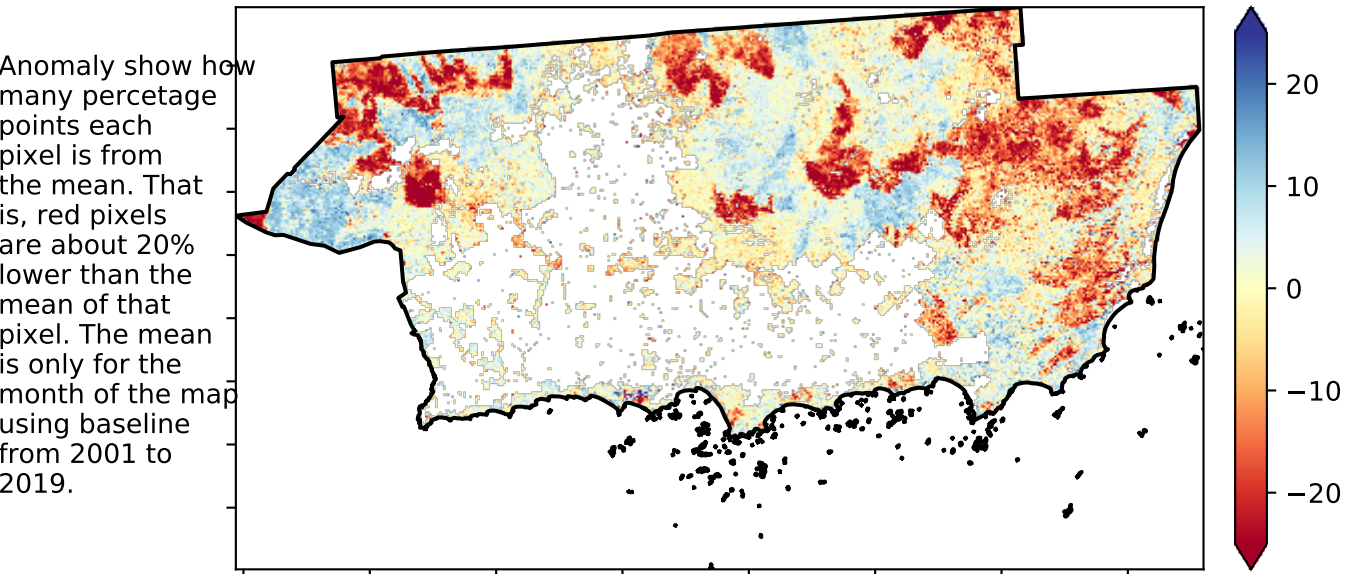 Anomaly show how
many percetage
points each
pixel is from
the mean. That
is, red pixels
are about 20%
lower than the
mean of that
pixel. The mean
is only for the
month of the map
using baseline
from 2001 to
2019.
20
10
0
−10
−20